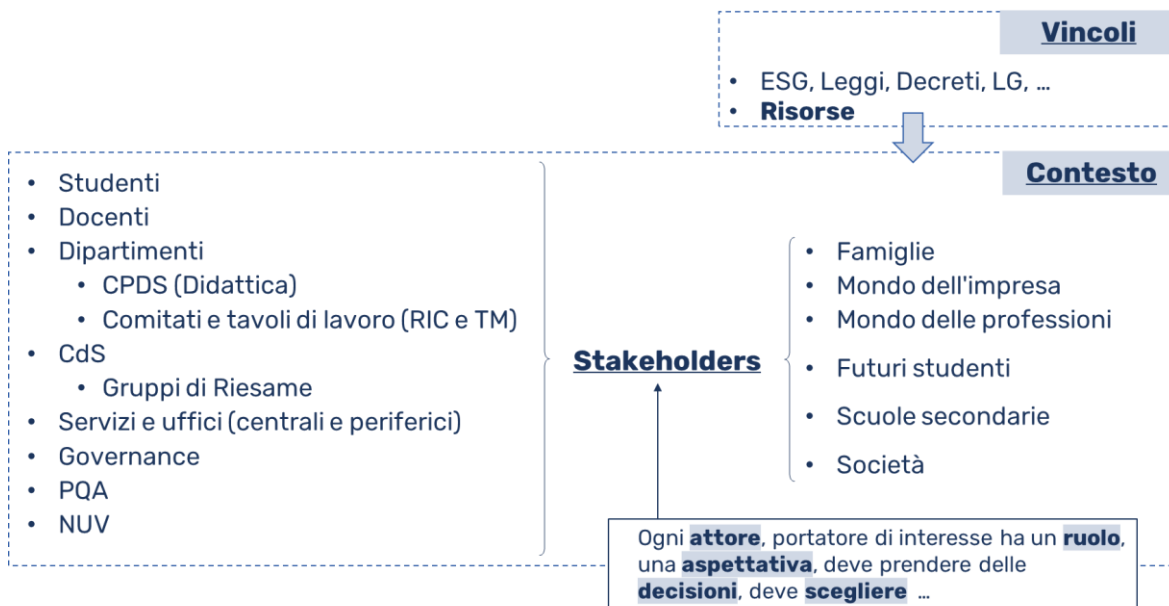 Vincoli
• ESG, Leggi, Decreti, LG, ...
• Risorse
Contesto
• Studenti
• Docenti
• Dipartimenti
• CPDS (Didattica)
• Comitati e tavoli di lavoro (RIC e TM)
• CdS
• Gruppi di Riesame
• Servizi e uffici (centrali e periferici)
• Governance
• PQA
• NUV
Stakeholders
• Famiglie
• Mondo dell'impresa
• Mondo delle professioni
• Futuri studenti
• Scuole secondarie
• Società
Ogni attore, portatore di interesse ha un ruolo,
una aspettativa, deve prendere delle
decisioni, deve scegliere ...